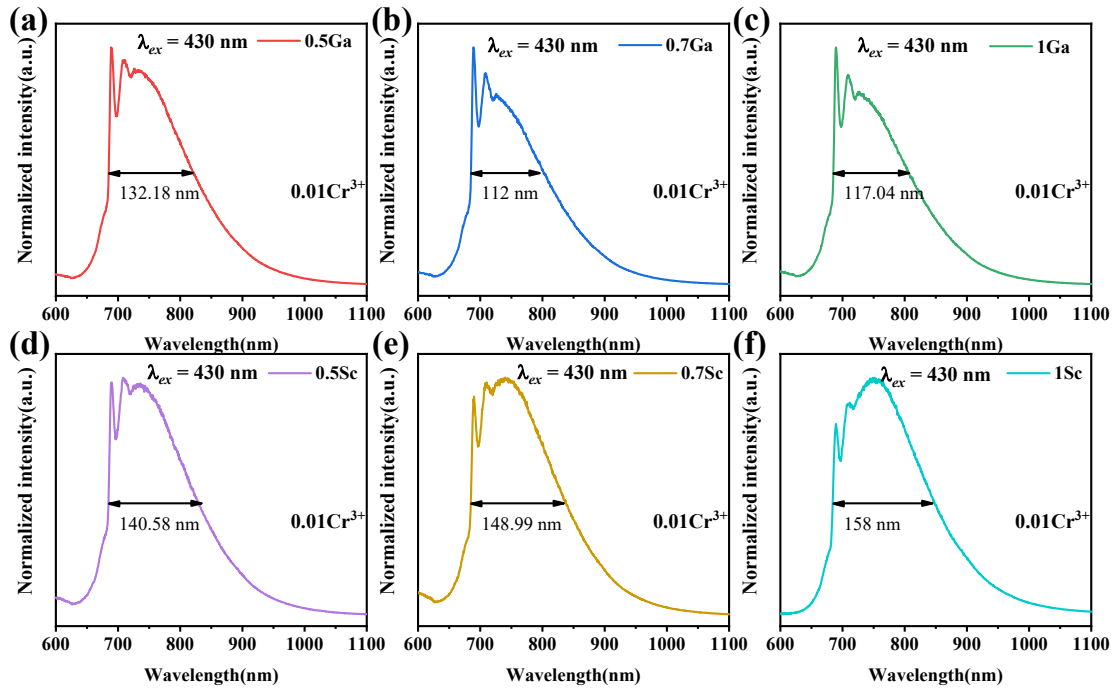 (a)
λex = 430 nm
0.5Ga
132.18 nm
0.01Cr³⁺
Normalized intensity(a.u.)
600 700 800 900 1000 1100
Wavelength(nm)
(b)
λex = 430 nm
0.7Ga
112 nm
0.01Cr³⁺
Normalized intensity(a.u.)
600 700 800 900 1000 1100
Wavelength(nm)
(c)
λex = 430 nm
1Ga
117.04 nm
0.01Cr³⁺
Normalized intensity(a.u.)
600 700 800 900 1000 1100
Wavelength(nm)
(d)
λex = 430 nm
0.5Sc
140.58 nm
0.01Cr³⁺
Normalized intensity(a.u.)
600 700 800 900 1000 1100
Wavelength(nm)
(e)
λex = 430 nm
0.7Sc
148.99 nm
0.01Cr³⁺
Normalized intensity(a.u.)
600 700 800 900 1000 1100
Wavelength(nm)
(f)
λex = 430 nm
1Sc
158 nm
0.01Cr³⁺
Normalized intensity(a.u.)
600 700 800 900 1000 1100
Wavelength(nm)